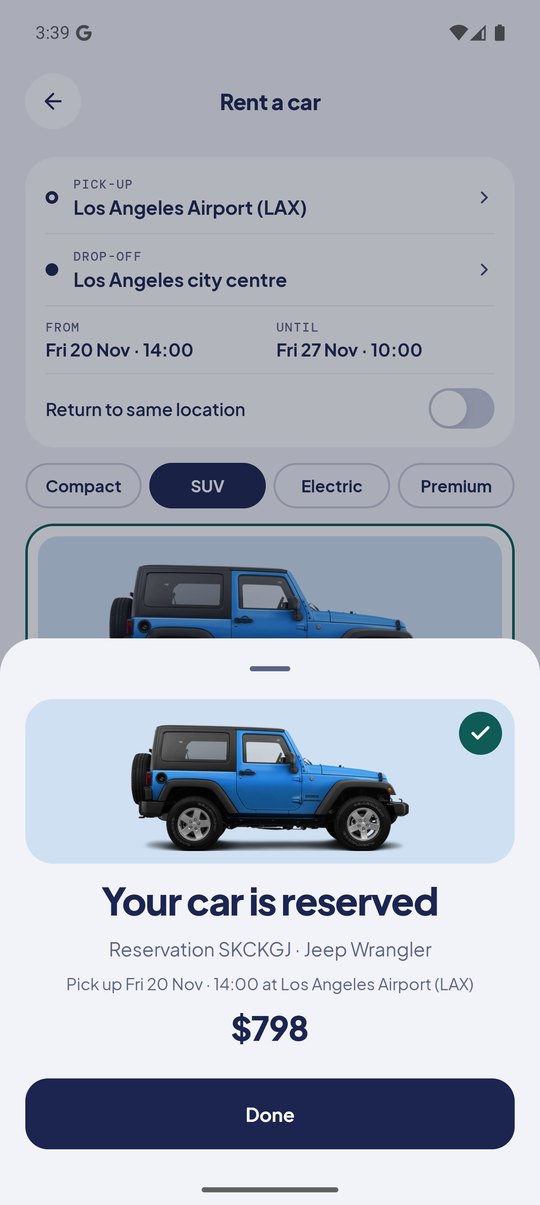 3:39 G
Rent a car
PICK-UP
Los Angeles Airport (LAX)
DROP-OFF
Los Angeles city centre
FROM
Fri 20 Nov · 14:00
UNTIL
Fri 27 Nov · 10:00
Return to same location
Compact
SUV
Electric
Premium
Your car is reserved
Reservation SKCKGJ · Jeep Wrangler
Pick up Fri 20 Nov · 14:00 at Los Angeles Airport (LAX)
$798
Done